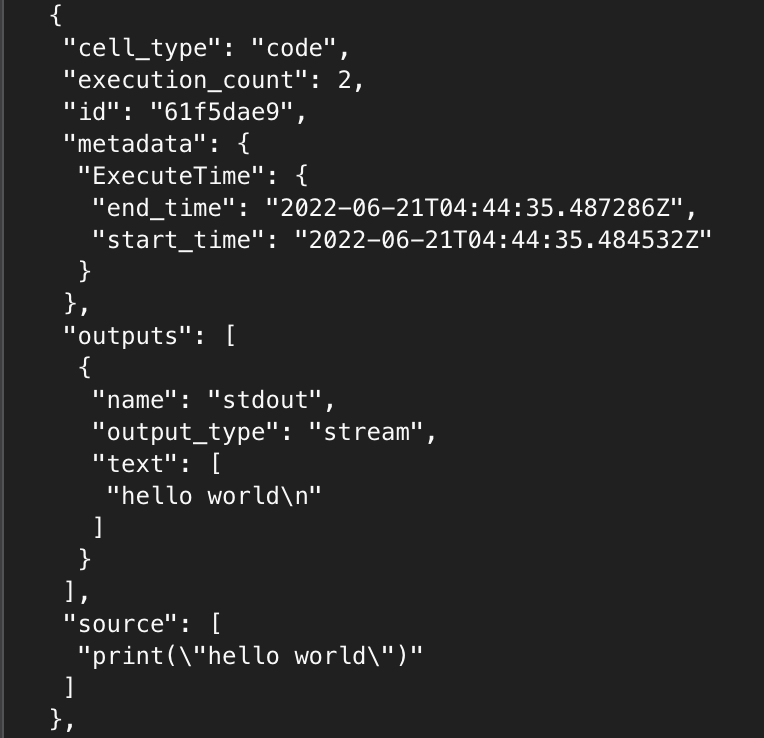 {
"cell_type": "code",
"execution_count": 2,
"id": "61f5dae9",
"metadata": {
"ExecuteTime": {
"end_time": "2022-06-21T04:44:35.487286Z",
"start_time": "2022-06-21T04:44:35.484532Z"
}
},
"outputs": [
{
"name": "stdout",
"output_type": "stream",
"text": [
"hello world\n"
]
}
],
"source": [
"print(\"hello world\")"
]
},